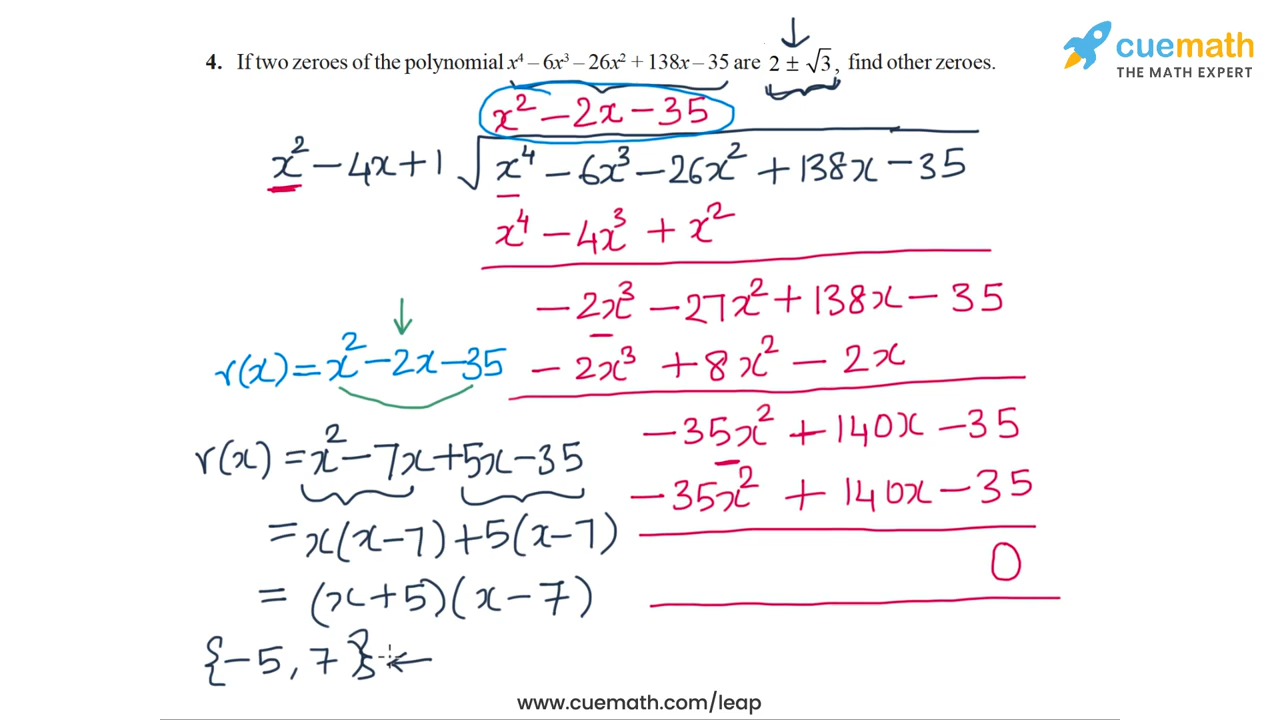 cuemath
THE MATH EXPERT
4. If two zeroes of the polynomial x⁴ – 6x³ – 26x² + 138x – 35 are 2 ± √3, find other zeroes.
x² – 2x – 35
x² – 4x + 1 √ x⁴ – 6x³ – 26x² + 138x – 35
x⁴ – 4x³ + x²
– 2x³ – 27x² + 138x – 35
– 2x³ + 8x² – 2x
– 35x² + 140x – 35
– 35x² + 140x – 35
0
r(x) = x² – 2x – 35
r(x) = x² – 7x + 5x – 35
= x(x – 7) + 5(x – 7)
= (x + 5)(x – 7)
{– 5, 7} ←
www.cuemath.com/leap